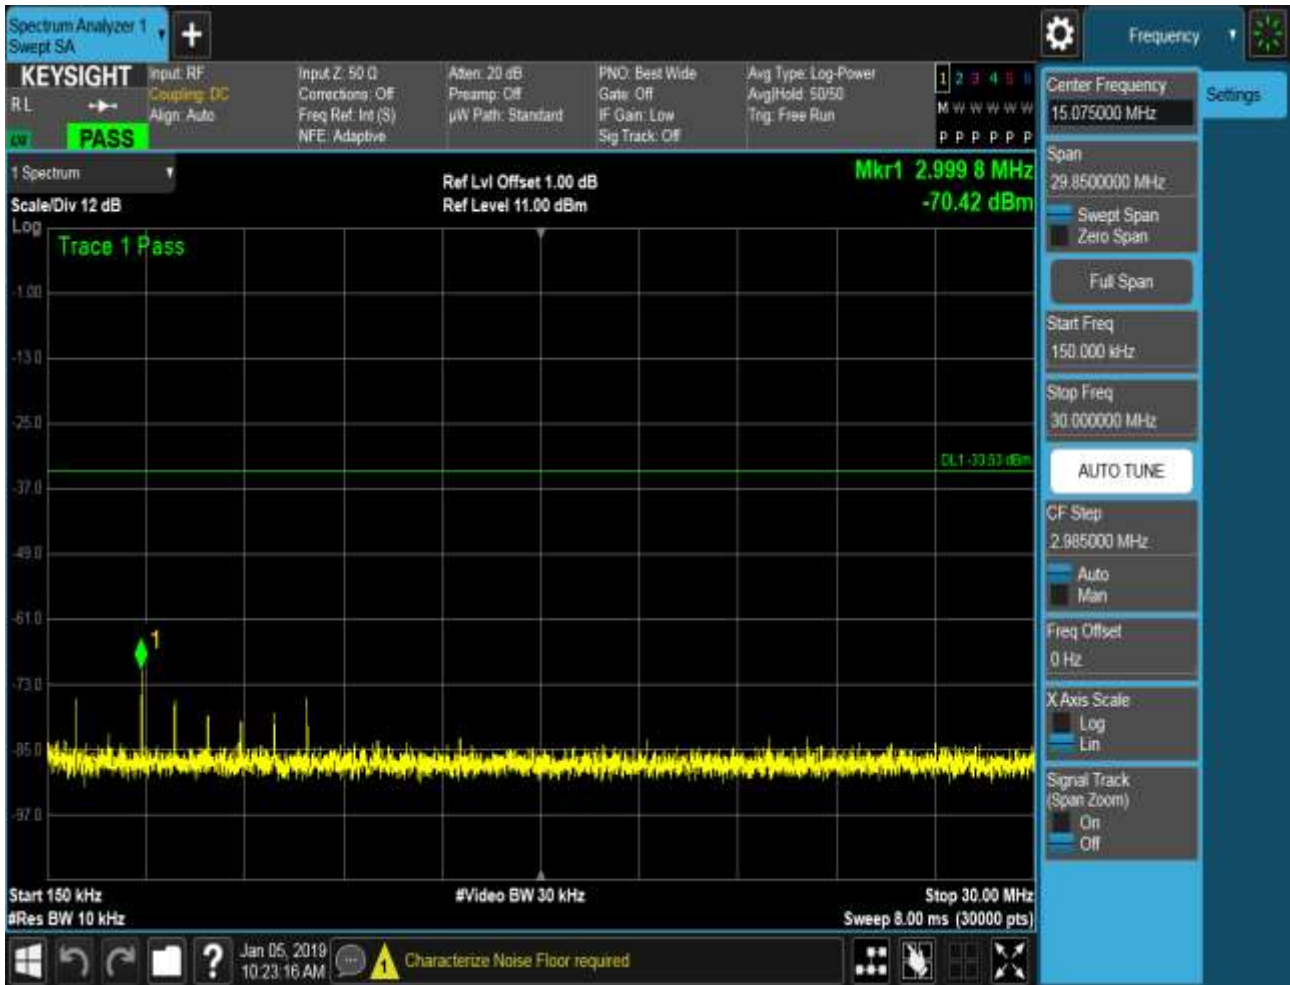 Spectrum Analyzer 1
Swept SA
Frequency
KEYSIGHT
R L
PASS
Input: RF
Coupling: DC
Align: Auto
Input Z: 50 Ω
Corrections: Off
Freq Ref: Int (S)
NFE: Adaptive
Atten: 20 dB
Preamp: Off
µW Path: Standard
PNO: Best Wide
Gate: Off
IF Gain: Low
Sig Track: Off
Avg Type: Log-Power
Avg|Hold: 50/50
Trig: Free Run
1 2 3 4 5 6
M W W W W W
P P P P P P
1 Spectrum
Scale/Div 12 dB
Ref Lvl Offset 1.00 dB
Ref Level 11.00 dBm
Mkr1 2.999 8 MHz
-70.42 dBm
Log
Trace 1 Pass
-1.00
-13.0
-25.0
DL1 -33.53 dBm
-37.0
-49.0
-61.0
1
-73.0
-85.0
-97.0
Start 150 kHz
#Video BW 30 kHz
Stop 30.00 MHz
#Res BW 10 kHz
Sweep 8.00 ms (30000 pts)
Center Frequency
15.075000 MHz
Settings
Span
29.8500000 MHz
Swept Span
Zero Span
Full Span
Start Freq
150.000 kHz
Stop Freq
30.000000 MHz
AUTO TUNE
CF Step
2.985000 MHz
Auto
Man
Freq Offset
0 Hz
X Axis Scale
Log
Lin
Signal Track
(Span Zoom)
On
Off
?
Jan 05, 2019
10:23:16 AM
1
Characterize Noise Floor required